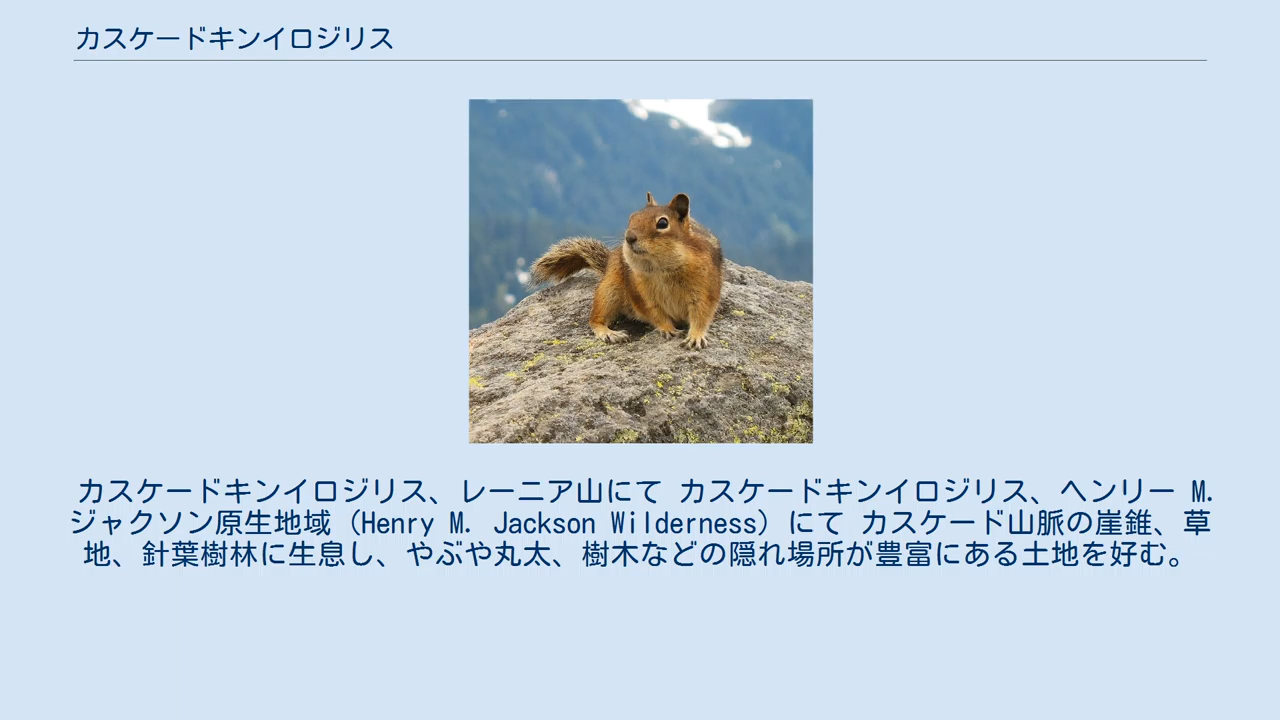 カスケードキンイロジリス
カスケードキンイロジリス、レーニア山にて カスケードキンイロジリス、ヘンリー M.
ジャクソン原生地域（Henry M. Jackson Wilderness）にて カスケード山脈の崖錐、草
地、針葉樹林に生息し、やぶや丸太、樹木などの隠れ場所が豊富にある土地を好む。